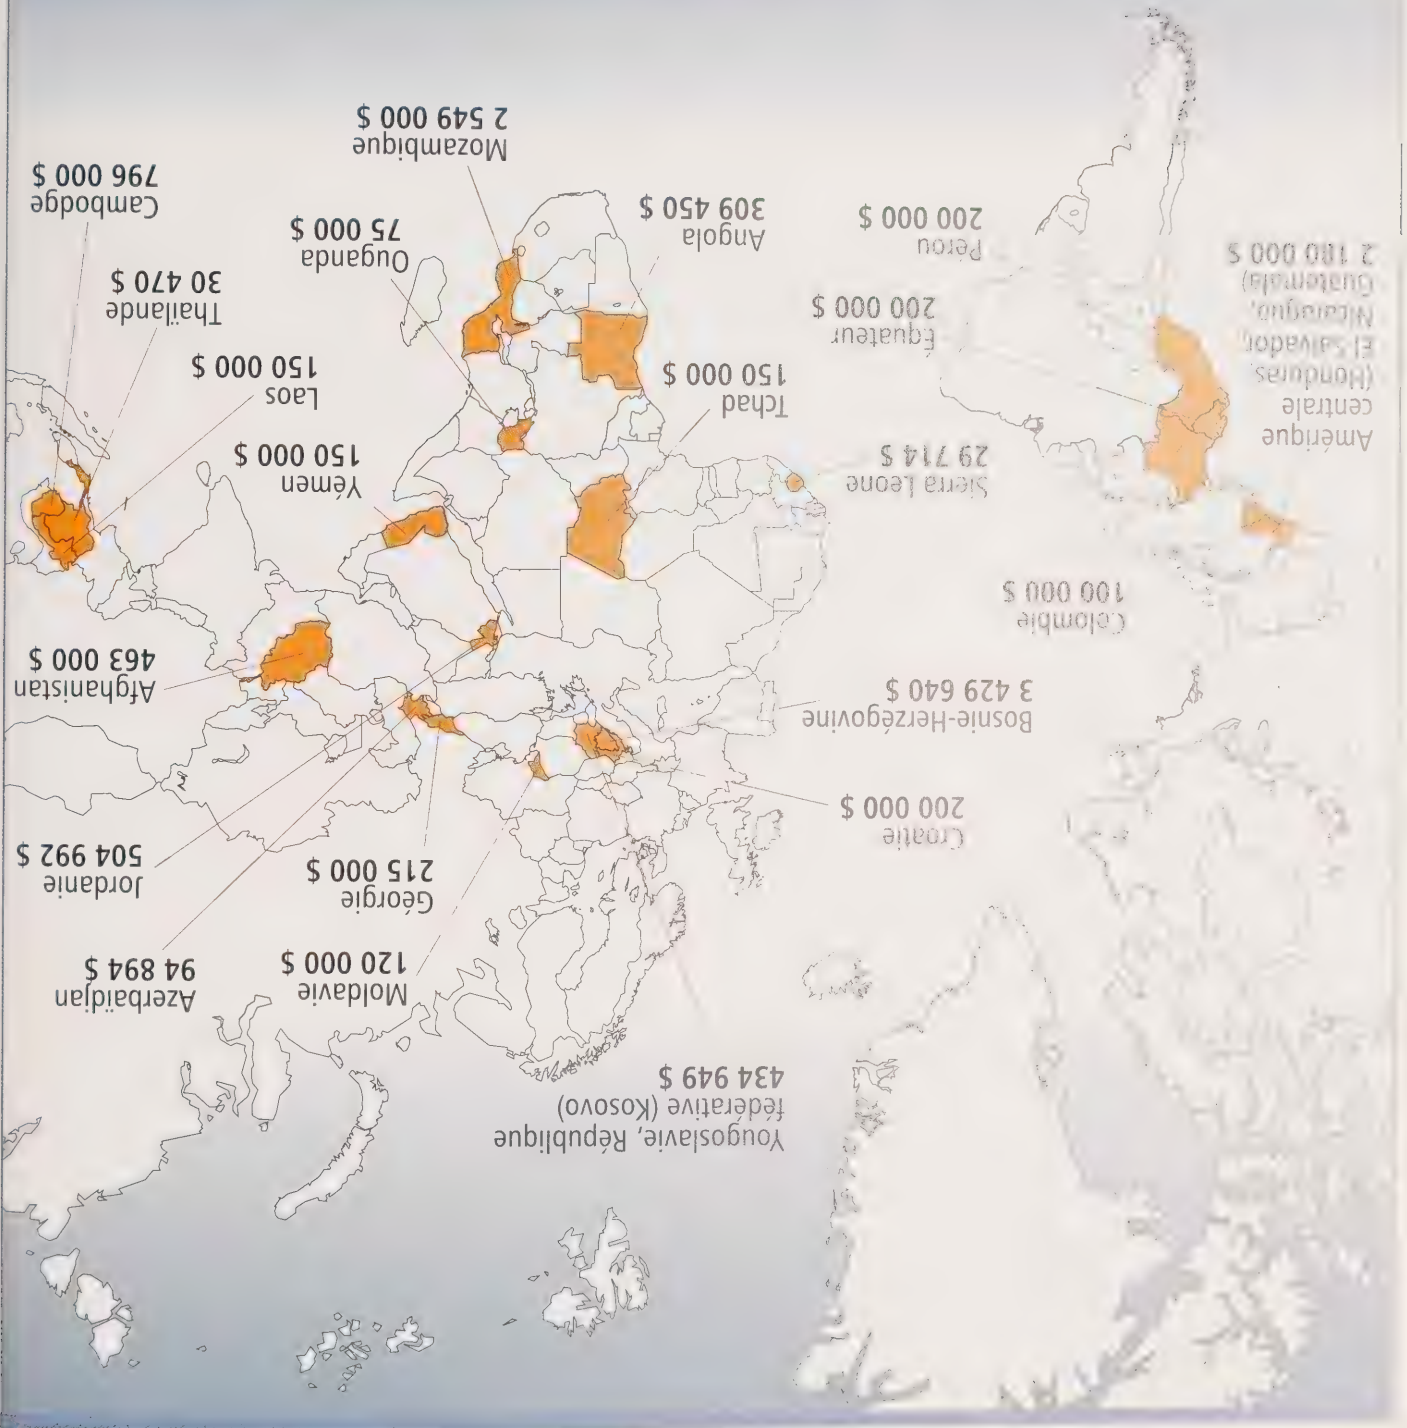 Yougoslavie, République
fédérative (Kosovo)
434 949 $
Moldavie
120 000 $
Azerbaïdjan
94 894 $
Géorgie
215 000 $
Jordanie
504 992 $
Croatie
200 000 $
Bosnie-Herzégovine
3 429 640 $
Afghanistan
463 000 $
Colombie
100 000 $
Sierra Leone
29 714 $
Yémen
150 000 $
Amérique
centrale
(Honduras,
El Salvador,
Nicaragua,
Guatemala)
2 180 000 $
Tchad
150 000 $
Laos
150 000 $
Équateur
200 000 $
Thaïlande
30 470 $
Pérou
200 000 $
Angola
309 450 $
Ouganda
75 000 $
Cambodge
796 000 $
Mozambique
2 549 000 $